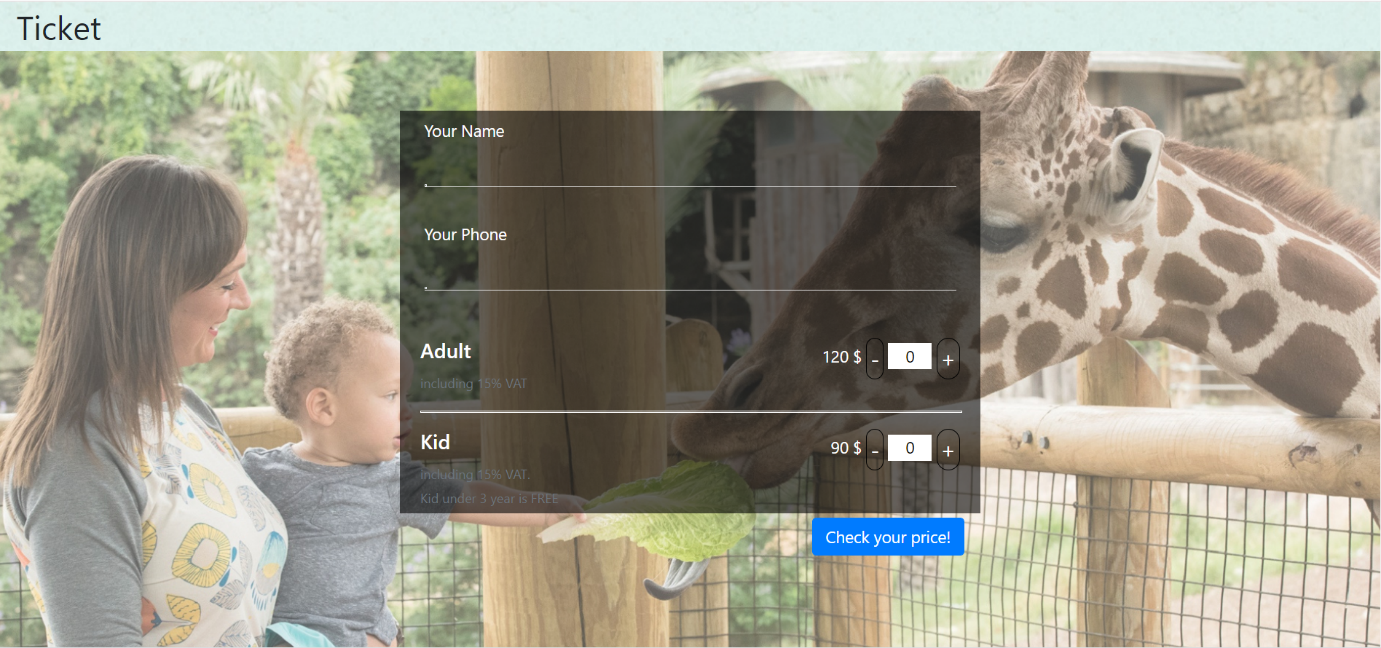 Ticket
Your Name
Your Phone
Adult
120 $ - 0 +
including 15% VAT
Kid
90 $ - 0 +
including 15% VAT.
Kid under 3 year is FREE
Check your price!